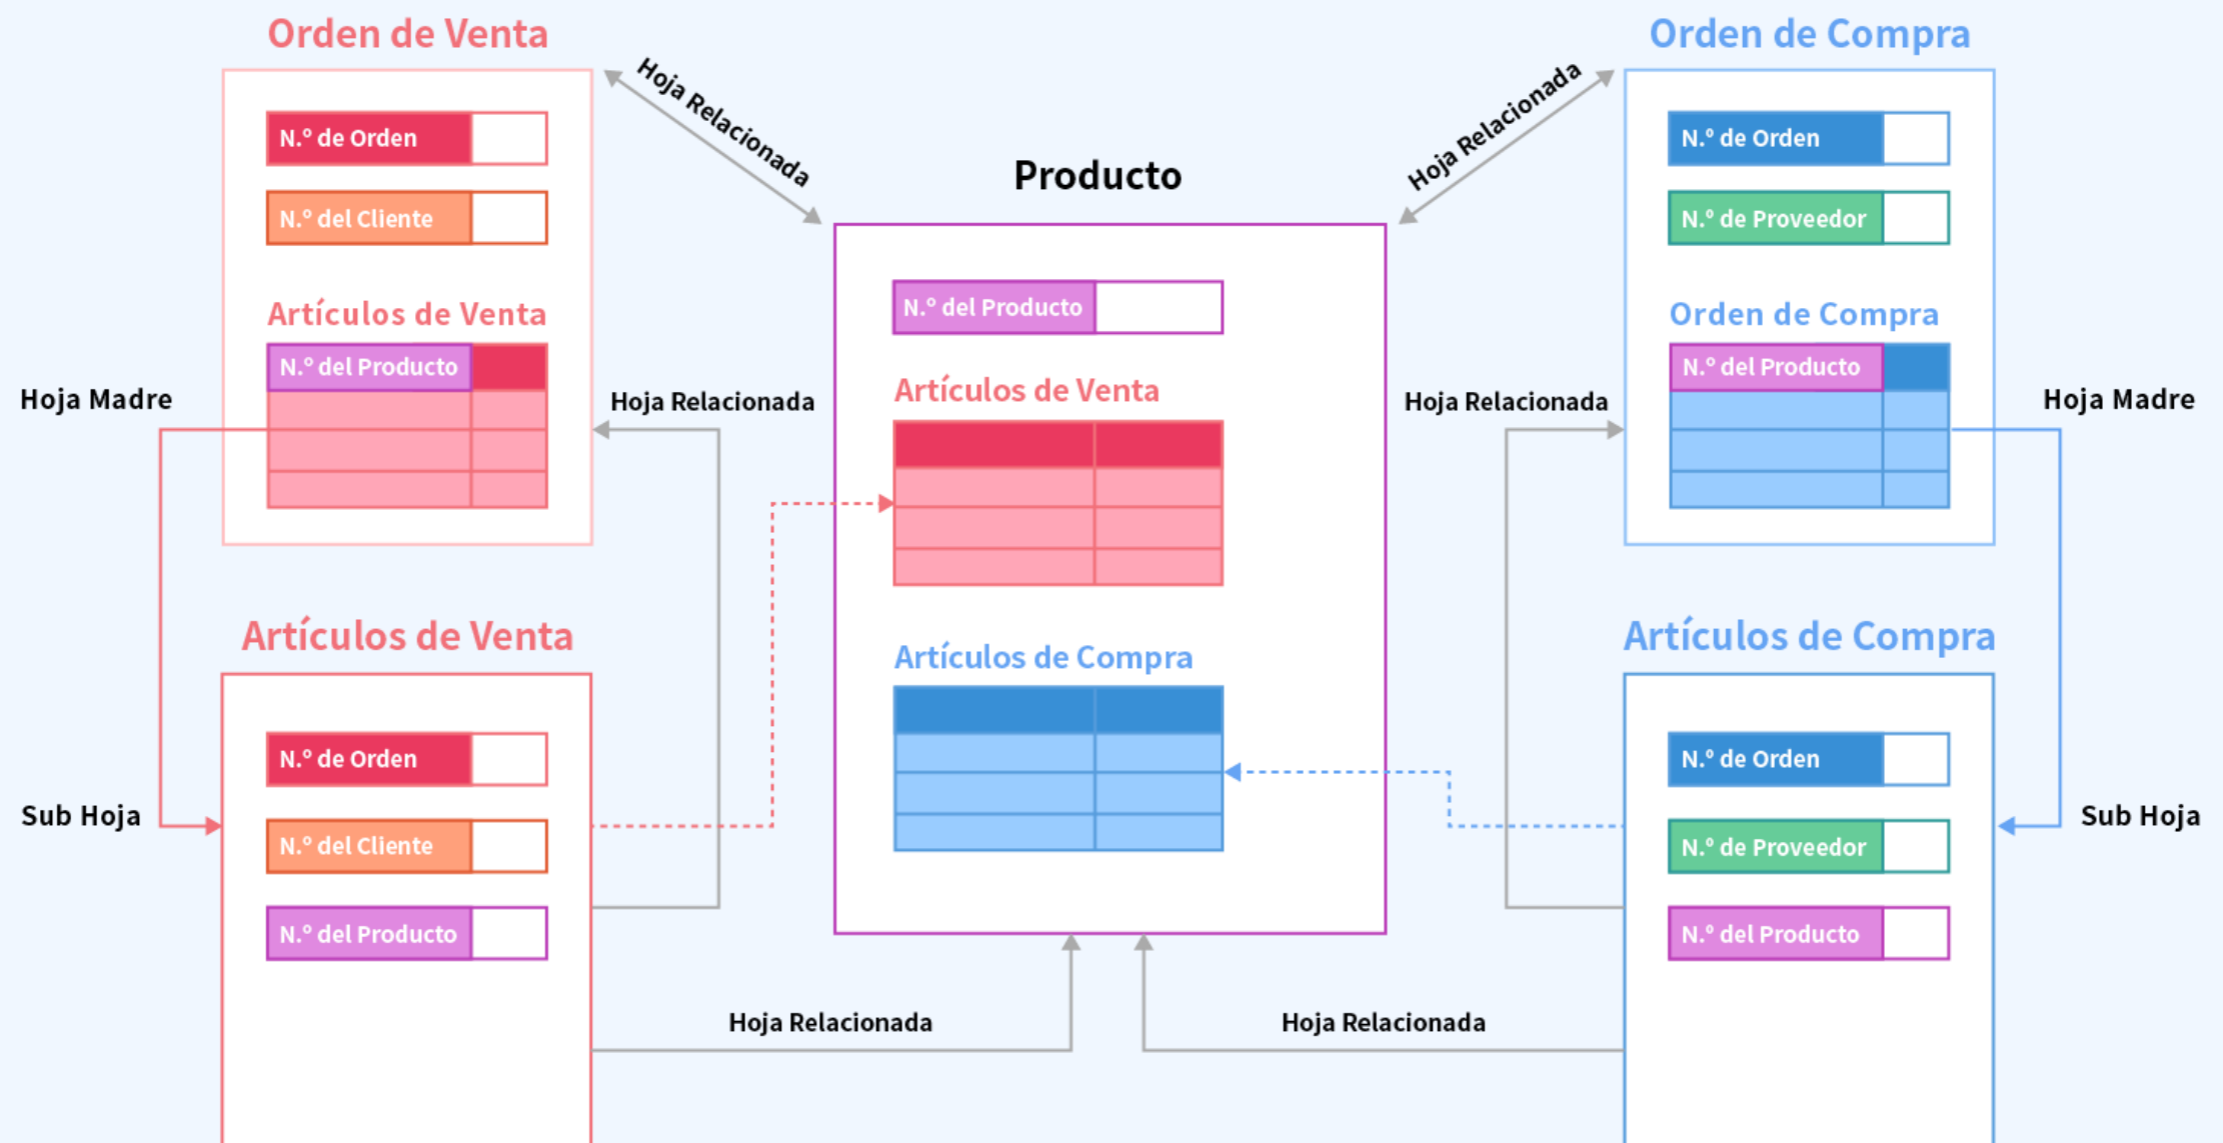 Orden de Venta
N.º de Orden
N.º del Cliente
Artículos de Venta
N.º del Producto
Hoja Madre
Sub Hoja
Artículos de Venta
N.º de Orden
N.º del Cliente
N.º del Producto
Hoja Relacionada
Hoja Relacionada
Hoja Relacionada
Producto
N.º del Producto
Artículos de Venta
Artículos de Compra
Hoja Relacionada
Hoja Relacionada
Hoja Relacionada
Orden de Compra
N.º de Orden
N.º de Proveedor
Orden de Compra
N.º del Producto
Hoja Madre
Sub Hoja
Artículos de Compra
N.º de Orden
N.º de Proveedor
N.º del Producto